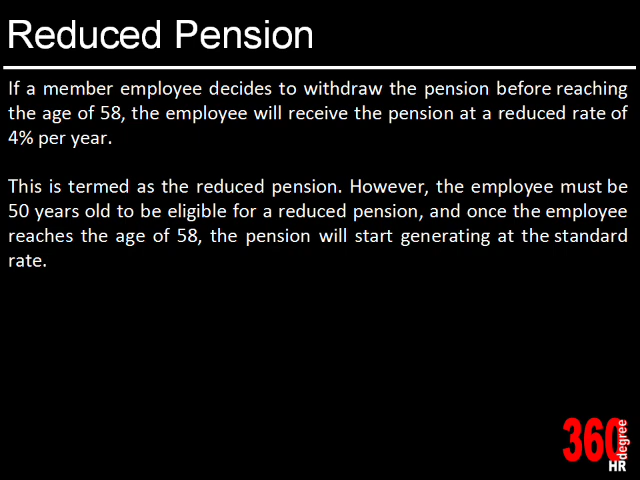 Reduced Pension
If a member employee decides to withdraw the pension before reaching
the age of 58, the employee will receive the pension at a reduced rate of
4% per year.
This is termed as the reduced pension. However, the employee must be
50 years old to be eligible for a reduced pension, and once the employee
reaches the age of 58, the pension will start generating at the standard
rate.
360
degree
HR